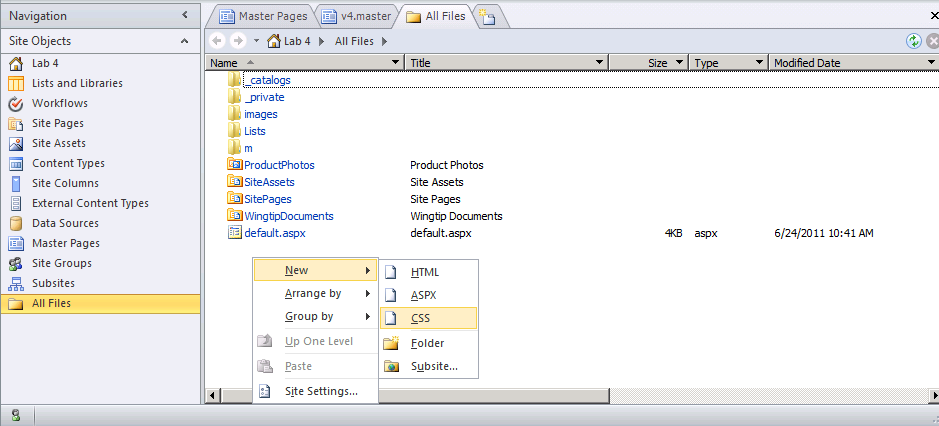 Navigation
Site Objects
Lab 4
Lists and Libraries
Workflows
Site Pages
Site Assets
Content Types
Site Columns
External Content Types
Data Sources
Master Pages
Site Groups
Subsites
All Files
Master Pages v4.master All Files
Lab 4 All Files
Name Title Size Type Modified Date
_catalogs
_private
images
Lists
m
ProductPhotos Product Photos
SiteAssets Site Assets
SitePages Site Pages
WingtipDocuments Wingtip Documents
default.aspx default.aspx 4KB aspx 6/24/2011 10:41 AM
New
Arrange by
Group by
Up One Level
Paste
Site Settings...
HTML
ASPX
CSS
Folder
Subsite...